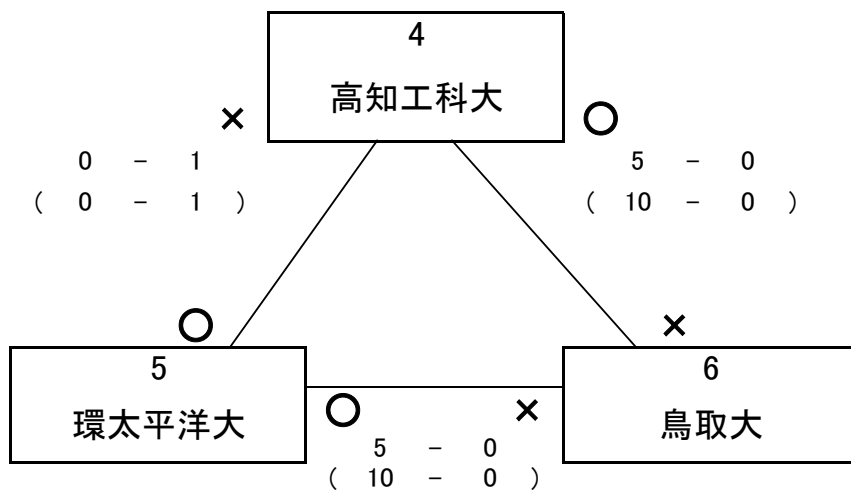 4
高知工科大
× ○
0 － 1
( 0 － 1 )
5 － 0
( 10 － 0 )
○ ×
5
環太平洋大
6
鳥取大
○ ×
5 － 0
( 10 － 0 )